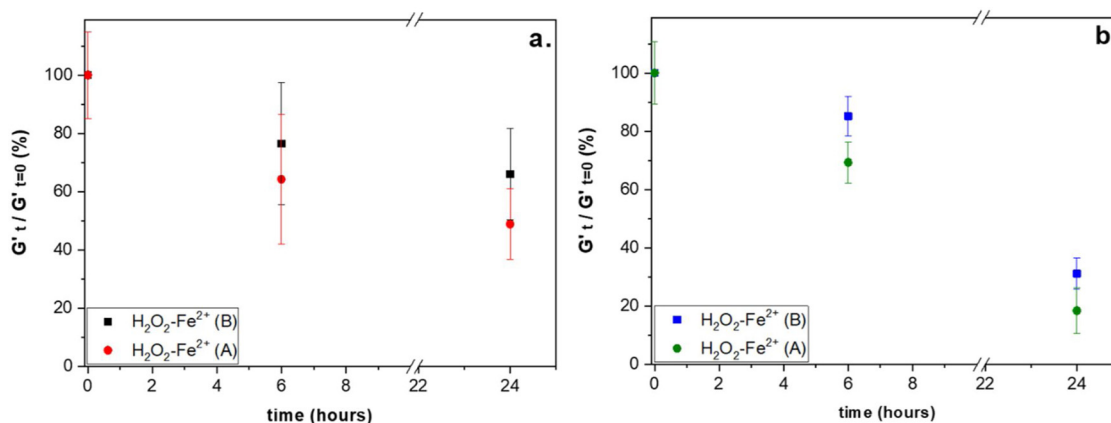 a.
100
80
60
40
20
0
G' t / G' t=0 (%)
H₂O₂-Fe²⁺ (B)
H₂O₂-Fe²⁺ (A)
0 2 4 6 8 22 24
time (hours)
b
100
80
60
40
20
0
G' t / G' t=0 (%)
H₂O₂-Fe²⁺ (B)
H₂O₂-Fe²⁺ (A)
0 2 4 6 8 22 24
time (hours)